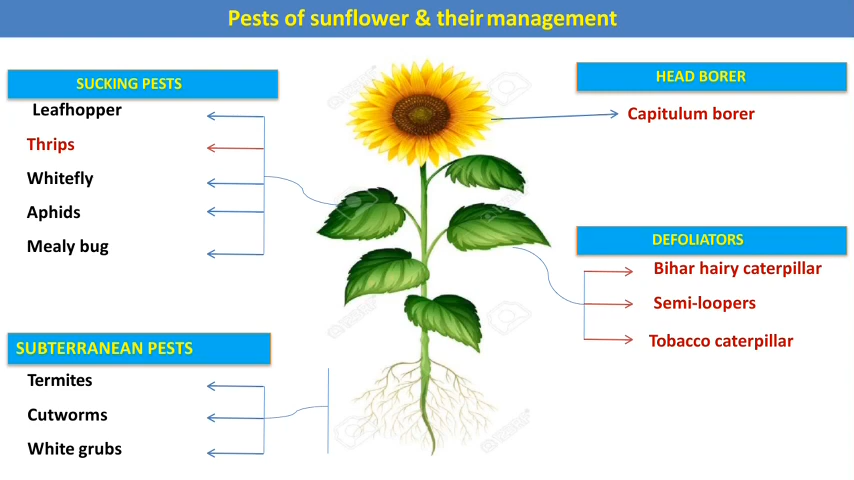 Pests of sunflower & their management
SUCKING PESTS
Leafhopper
Thrips
Whitefly
Aphids
Mealy bug
SUBTERRANEAN PESTS
Termites
Cutworms
White grubs
HEAD BORER
Capitulum borer
DEFOLIATORS
Bihar hairy caterpillar
Semi-loopers
Tobacco caterpillar